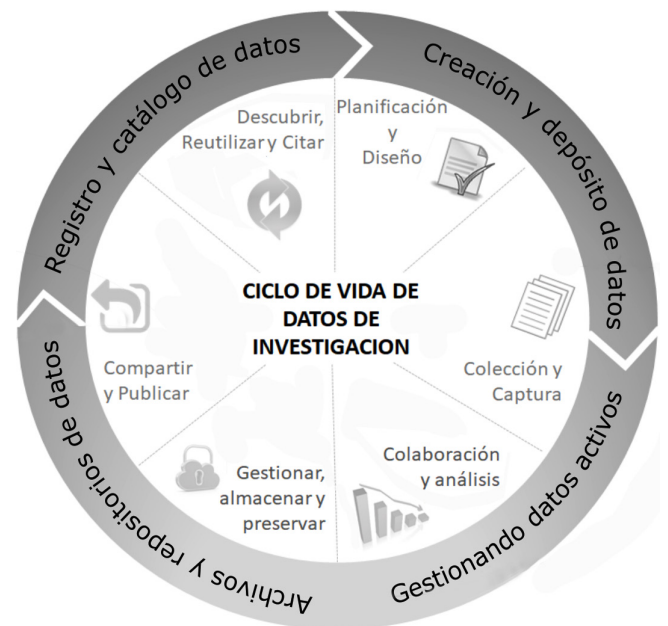 CICLO DE VIDA DE
DATOS DE
INVESTIGACION
Creación y depósito de datos
Planificación
y
Diseño
Colección y
Captura
Gestionando datos activos
Colaboración
y análisis
Archivos y repositorios de datos
Gestionar,
almacenar y
preservar
Compartir
y Publicar
Registro y catálogo de datos
Descubrir,
Reutilizar y Citar